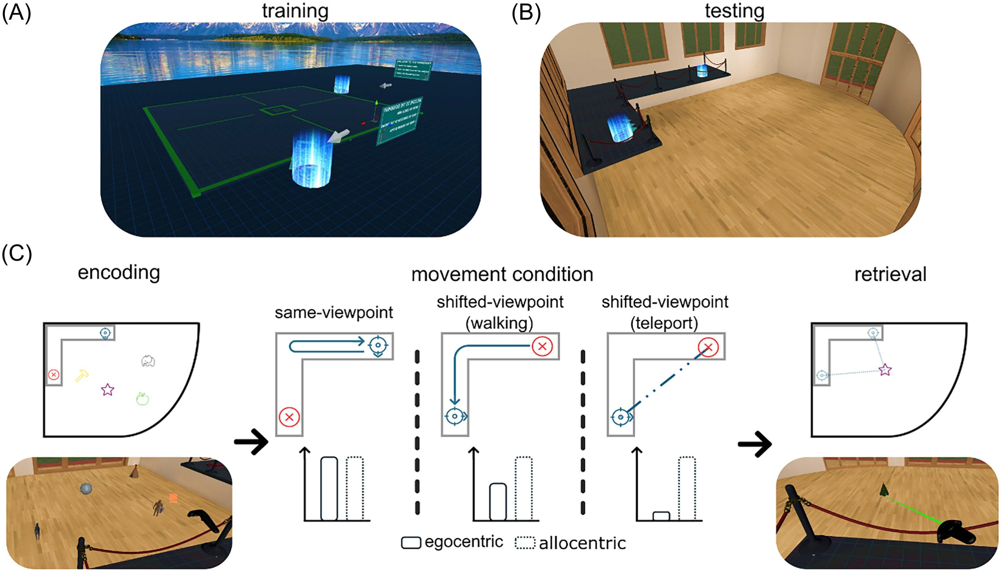 (A)
training
(B)
testing
(C)
encoding
movement condition
retrieval
same-viewpoint
shifted-viewpoint
(walking)
shifted-viewpoint
(teleport)
egocentric
allocentric